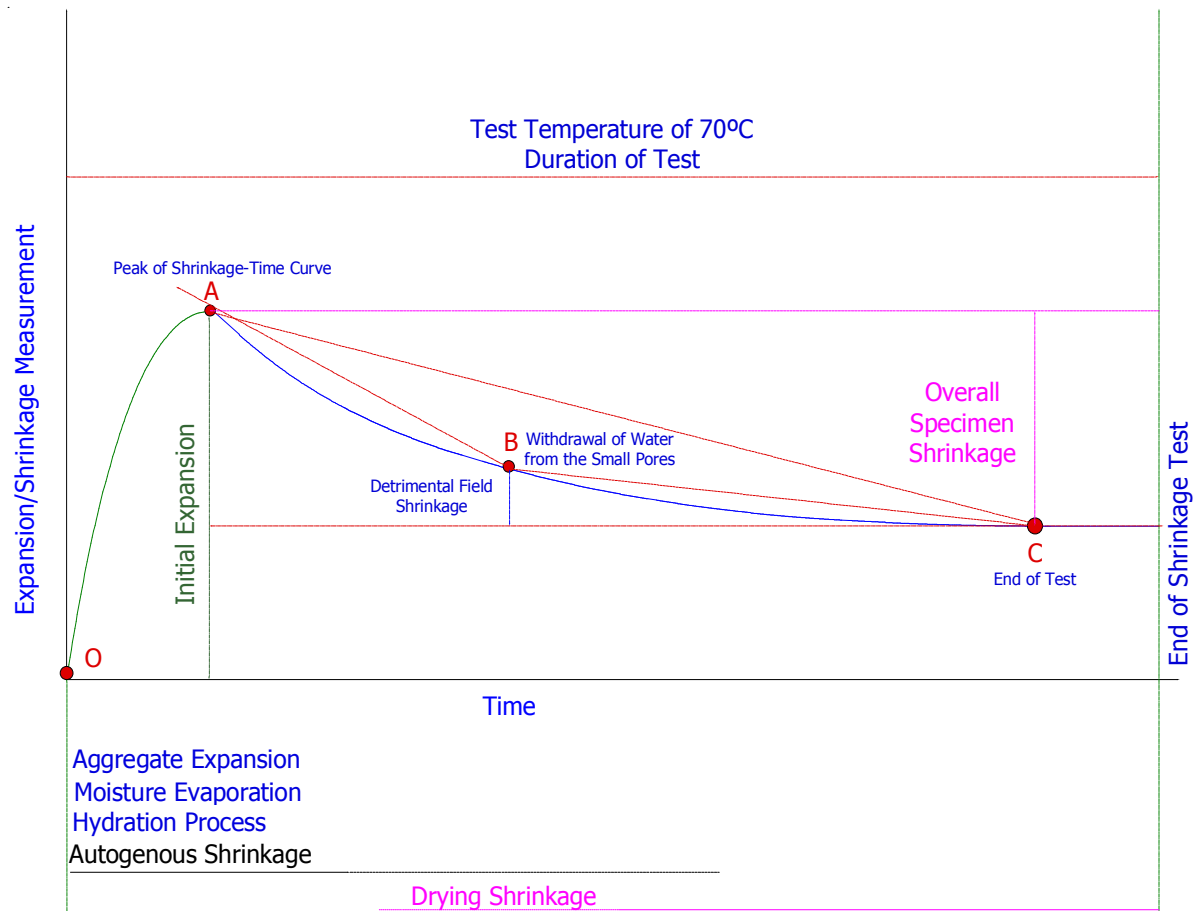 Test Temperature of 70ºC
Duration of Test
Expansion/Shrinkage Measurement
Peak of Shrinkage-Time Curve
A
Initial Expansion
B
Withdrawal of Water
from the Small Pores
Detrimental Field
Shrinkage
Overall
Specimen
Shrinkage
C
End of Test
End of Shrinkage Test
O
Time
Aggregate Expansion
Moisture Evaporation
Hydration Process
Autogenous Shrinkage
Drying Shrinkage